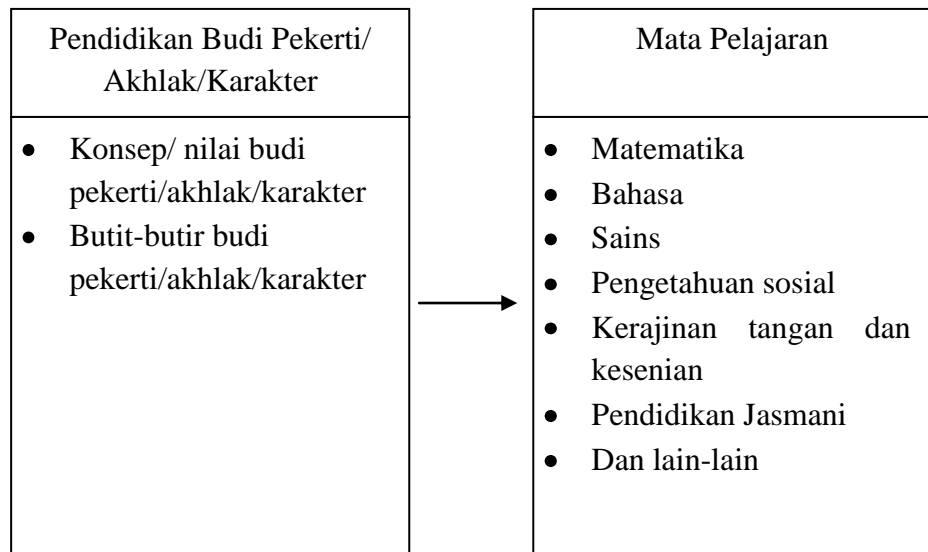 Pendidikan Budi Pekerti/
Akhlak/Karakter
• Konsep/ nilai budi
pekerti/akhlak/karakter
• Butit-butir budi
pekerti/akhlak/karakter
Mata Pelajaran
• Matematika
• Bahasa
• Sains
• Pengetahuan sosial
• Kerajinan tangan dan
kesenian
• Pendidikan Jasmani
• Dan lain-lain